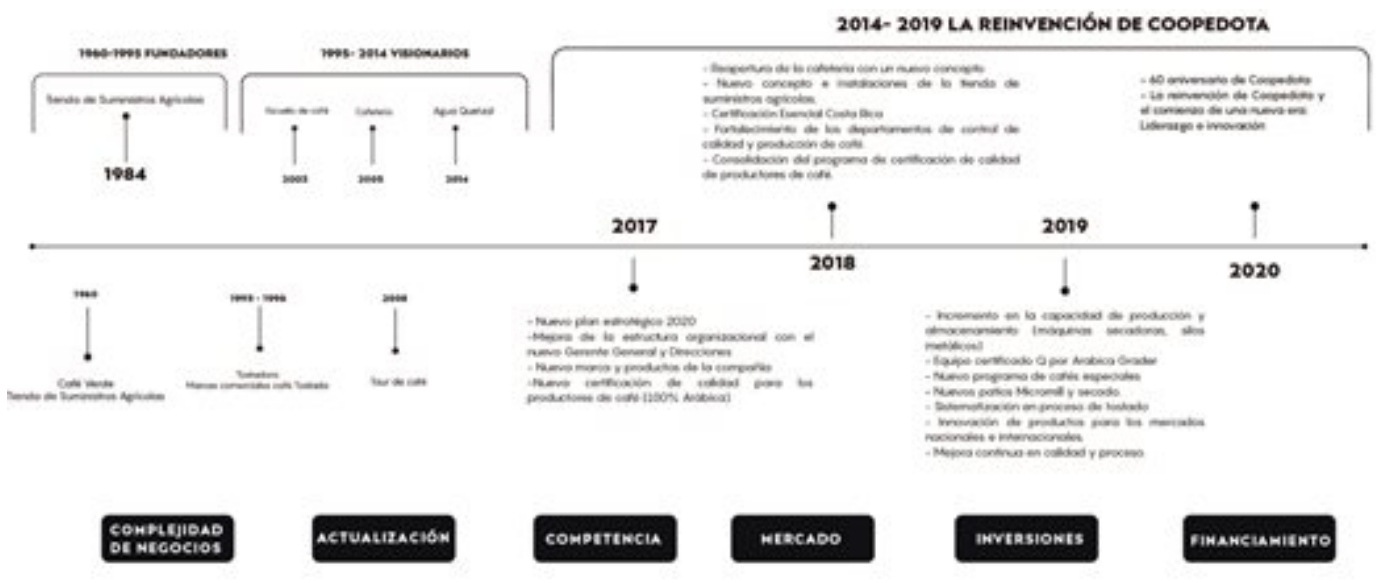 2014- 2019 LA REINVENCIÓN DE COOPEDOTA
1960-1995 FUNDADORES
1995- 2014 VISIONARIOS
Tienda de Suministros Agrícolas
1984
Escuela de café
2003
Cafetería
2005
Agua Quetzal
2014
- Reapertura de la cafetería con un nuevo concepto
- Nuevo concepto e instalaciones de la tienda de
suministros agrícolas.
- Certificación Esencial Costa Rica
- Fortalecimiento de los departamentos de control de
calidad y producción de café.
- Consolidación del programa de certificación de calidad
de productores de café.
- 60 aniversario de Coopedota
- La reinvención de Coopedota y
el comienzo de una nueva era:
Liderazgo e innovación
2017
2018
2019
2020
1960
Café Verde
Tienda de Suministros Agrícolas
Tostadora
Marcas comerciales café Tostado
2008
Tour de café
- Nuevo plan estratégico 2020
-Mejora de la estructura organizacional con el
nuevo Gerente General y Direcciones
- Nueva marca y productos de la compañía
-Nueva certificación de calidad para los
productores de café (100% Arábica)
- Incremento en la capacidad de producción y
almacenamiento (máquinas secadoras, silos
metálicos)
- Equipo certificado Q por Arabica Grader
- Nuevo programa de cafés especiales
- Nuevos patios Micromill y secado.
- Sistematización en proceso de tostado
- Innovación de productos para los mercados
nacionales e internacionales.
- Mejora continua en calidad y proceso.
COMPLEJIDAD
DE NEGOCIOS
ACTUALIZACIÓN
COMPETENCIA
MERCADO
INVERSIONES
FINANCIAMIENTO